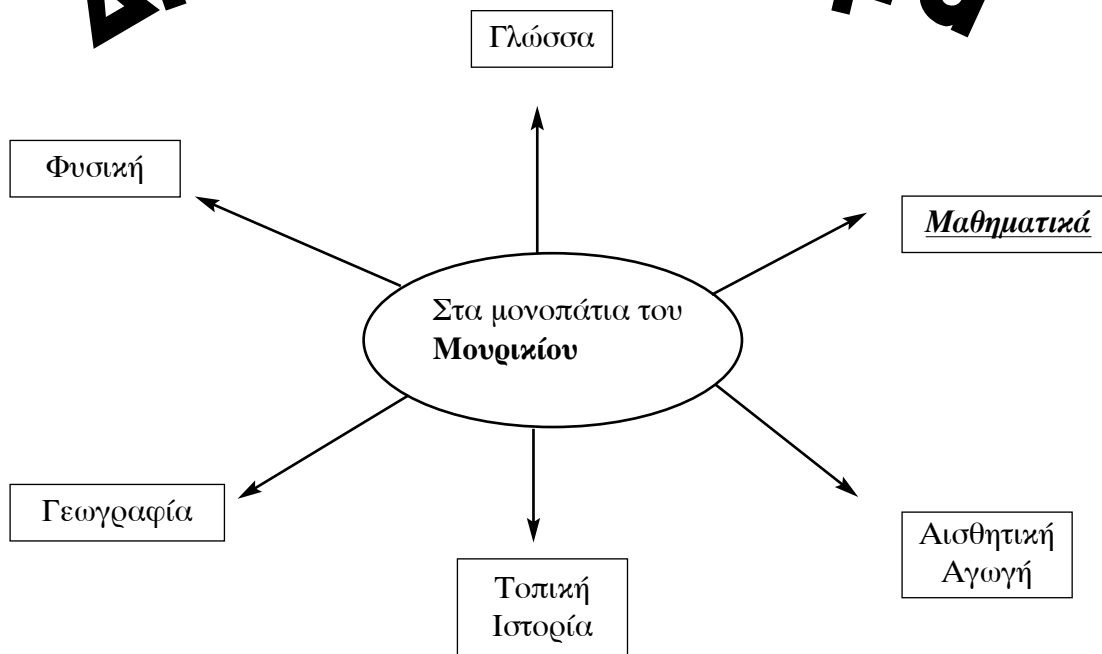 Γλώσσα
Φυσική
Μαθηματικά
Στα μονοπάτια του
Μουρικίου
Γεωγραφία
Αισθητική
Αγωγή
Τοπική
Ιστορία